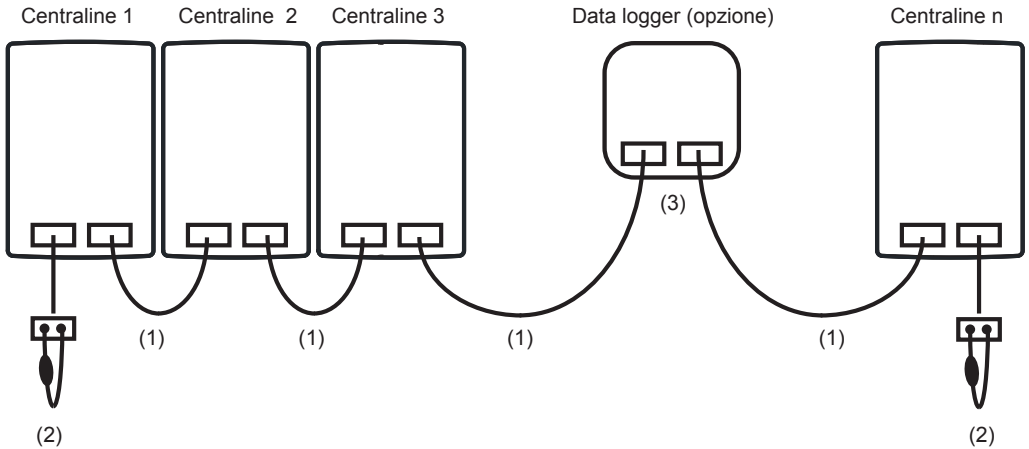 Centraline 1
Centraline 2
Centraline 3
Data logger (opzione)
Centraline n
(3)
(1)
(1)
(1)
(1)
(2)
(2)